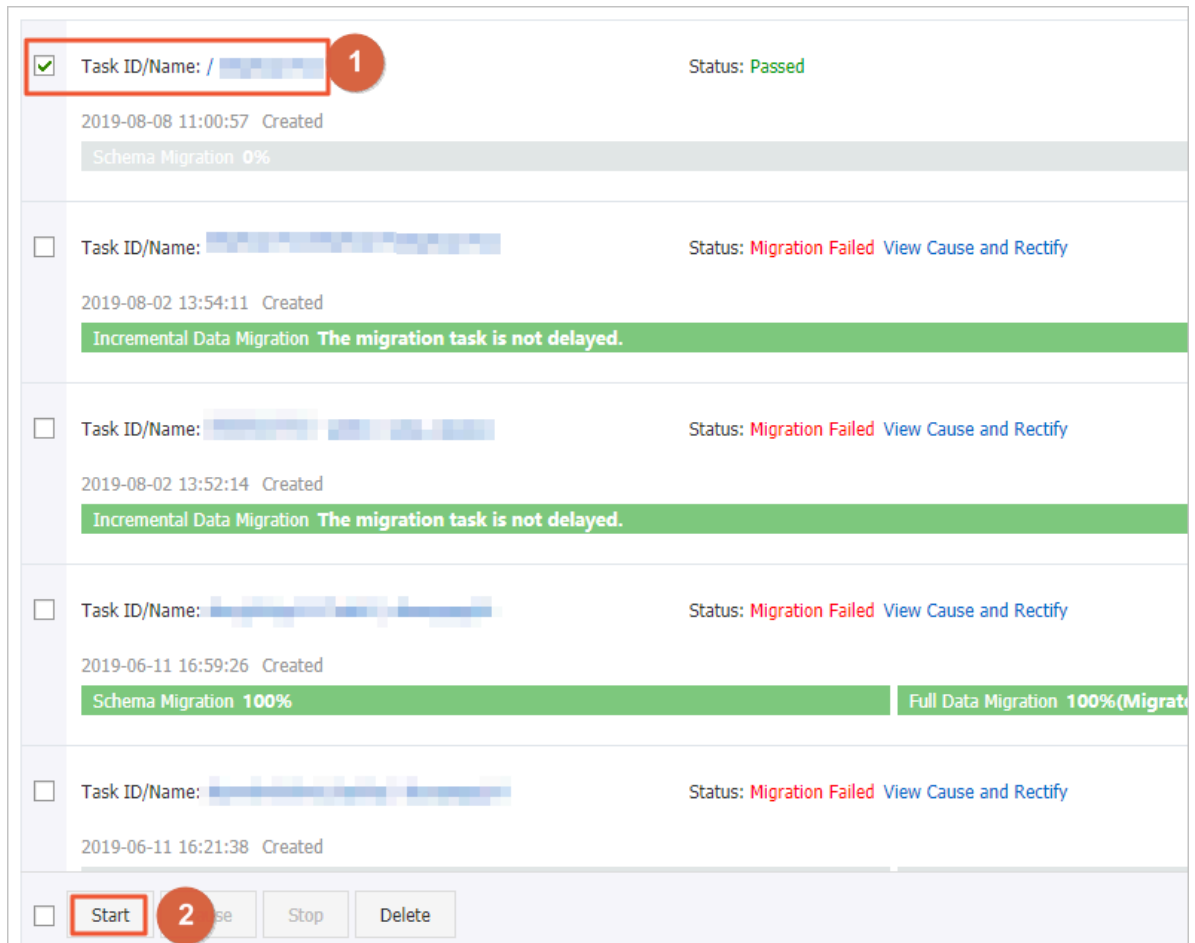 Task ID/Name: / 1 Status: Passed
2019-08-08 11:00:57 Created
Schema Migration 0%
Task ID/Name: Status: Migration Failed View Cause and Rectify
2019-08-02 13:54:11 Created
Incremental Data Migration The migration task is not delayed.
Task ID/Name: Status: Migration Failed View Cause and Rectify
2019-08-02 13:52:14 Created
Incremental Data Migration The migration task is not delayed.
Task ID/Name: Status: Migration Failed View Cause and Rectify
2019-06-11 16:59:26 Created
Schema Migration 100% Full Data Migration 100%(Migrat
Task ID/Name: Status: Migration Failed View Cause and Rectify
2019-06-11 16:21:38 Created
Start 2 se Stop Delete